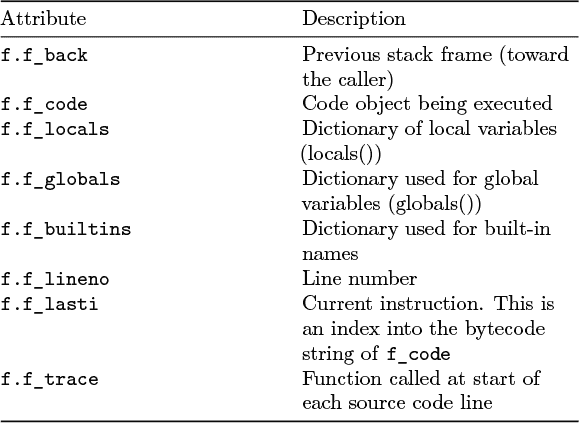 Attribute Description
f.f_back Previous stack frame (toward
the caller)
f.f_code Code object being executed
f.f_locals Dictionary of local variables
(locals())
f.f_globals Dictionary used for global
variables (globals())
f.f_builtins Dictionary used for built-in
names
f.f_lineno Line number
f.f_lasti Current instruction. This is
an index into the bytecode
string of f_code
f.f_trace Function called at start of
each source code line